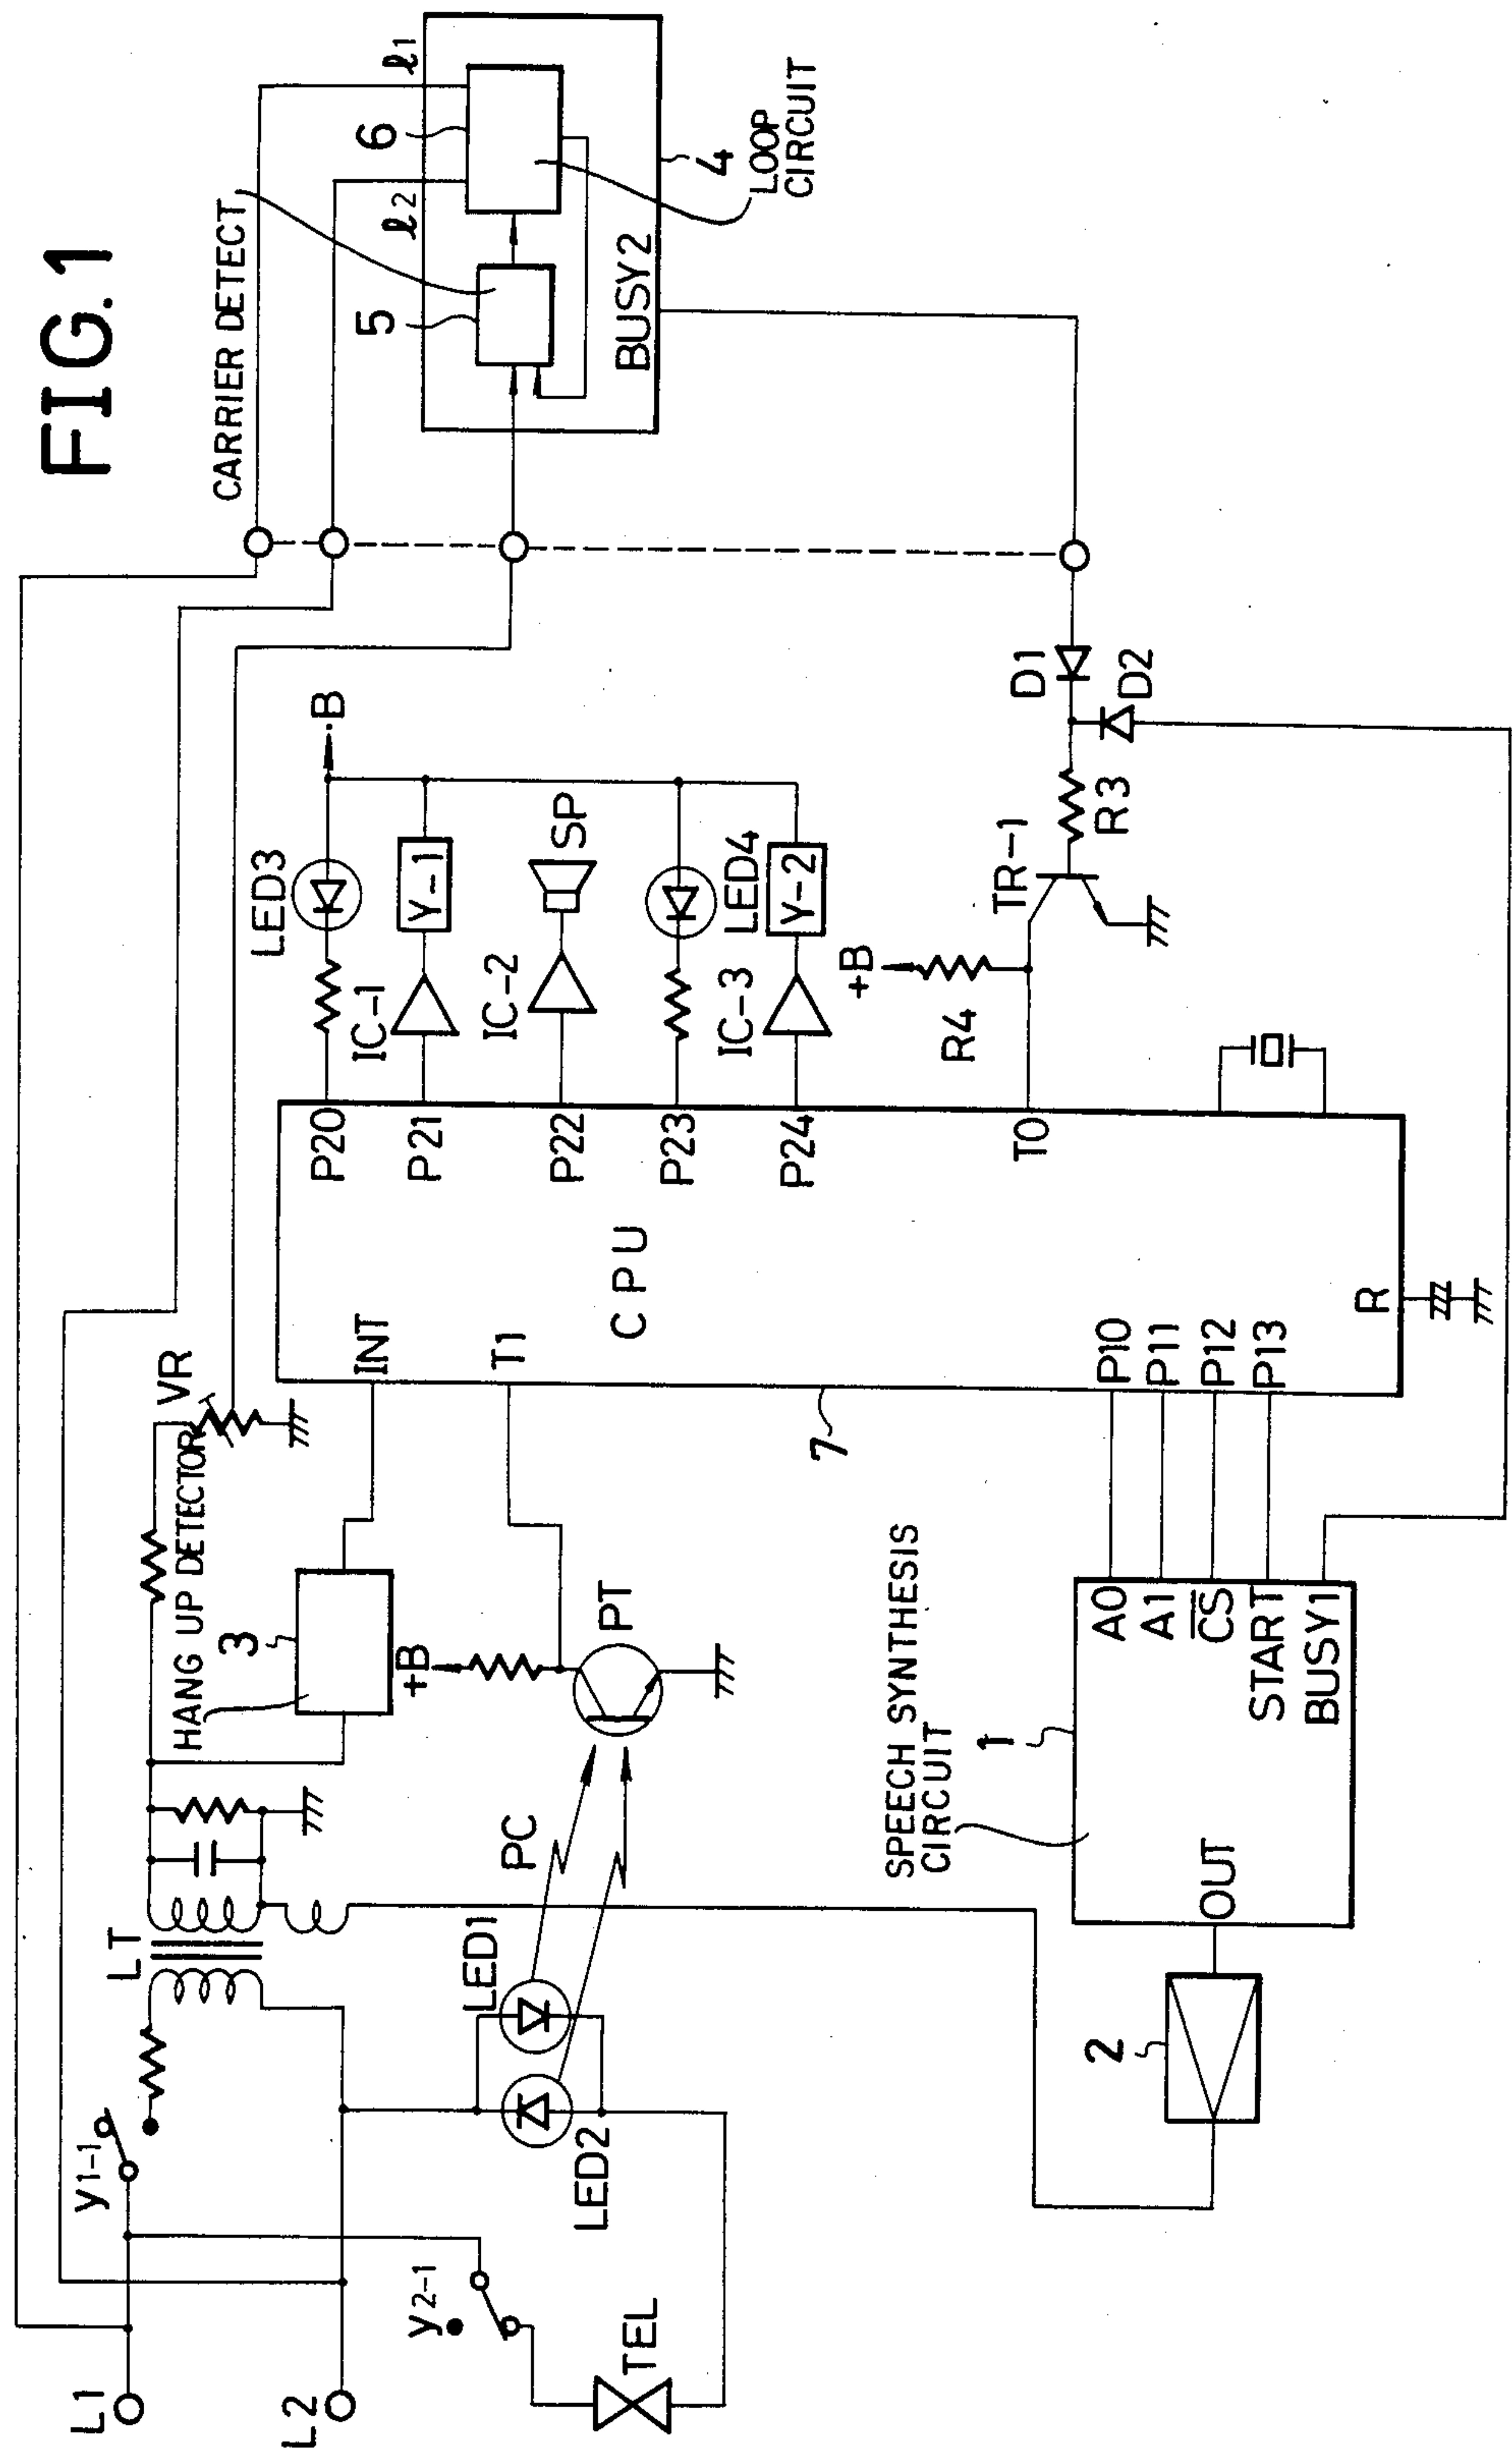 FIG.1
L1
L2
y1-1
y2-1
TEL
LT
LED1
LED2
PC
PT
+B
HANG UP DETECTOR
3
VR
INT
T1
CPU
7
P20
P21
P22
P23
P24
T0
R
P10
P11
P12
P13
LED3
·B
IC-1
Y-1
IC-2
SP
LED4
IC-3
Y-2
+B
R4
TR-1
R3
D1
D2
CARRIER DETECT
5
6
ℓ1
ℓ2
BUSY2
4
LOOP
CIRCUIT
SPEECH SYNTHESIS
CIRCUIT
1
A0
A1
CS
START
BUSY1
OUT
2